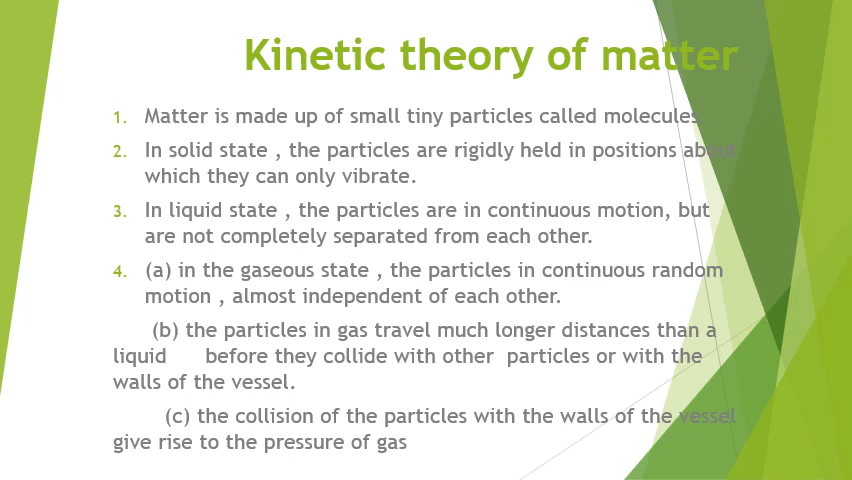 Kinetic theory of matter
1. Matter is made up of small tiny particles called molecules.
2. In solid state , the particles are rigidly held in positions about
which they can only vibrate.
3. In liquid state , the particles are in continuous motion, but
are not completely separated from each other.
4. (a) in the gaseous state , the particles in continuous random
motion , almost independent of each other.
(b) the particles in gas travel much longer distances than a
liquid before they collide with other particles or with the
walls of the vessel.
(c) the collision of the particles with the walls of the vessel
give rise to the pressure of gas